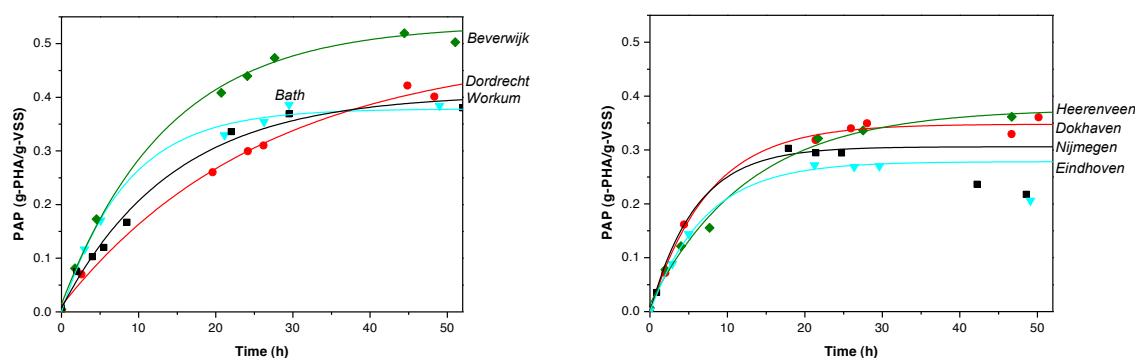 PAP (g-PHA/g-VSS)
0.5
0.4
0.3
0.2
0.1
0.0
0 10 20 30 40 50
Time (h)
Beverwijk
Dordrecht
Bath
Workum
PAP (g-PHA/g-VSS)
0.5
0.4
0.3
0.2
0.1
0.0
0 10 20 30 40 50
Time (h)
Heerenveen
Dokhaven
Nijmegen
Eindhoven